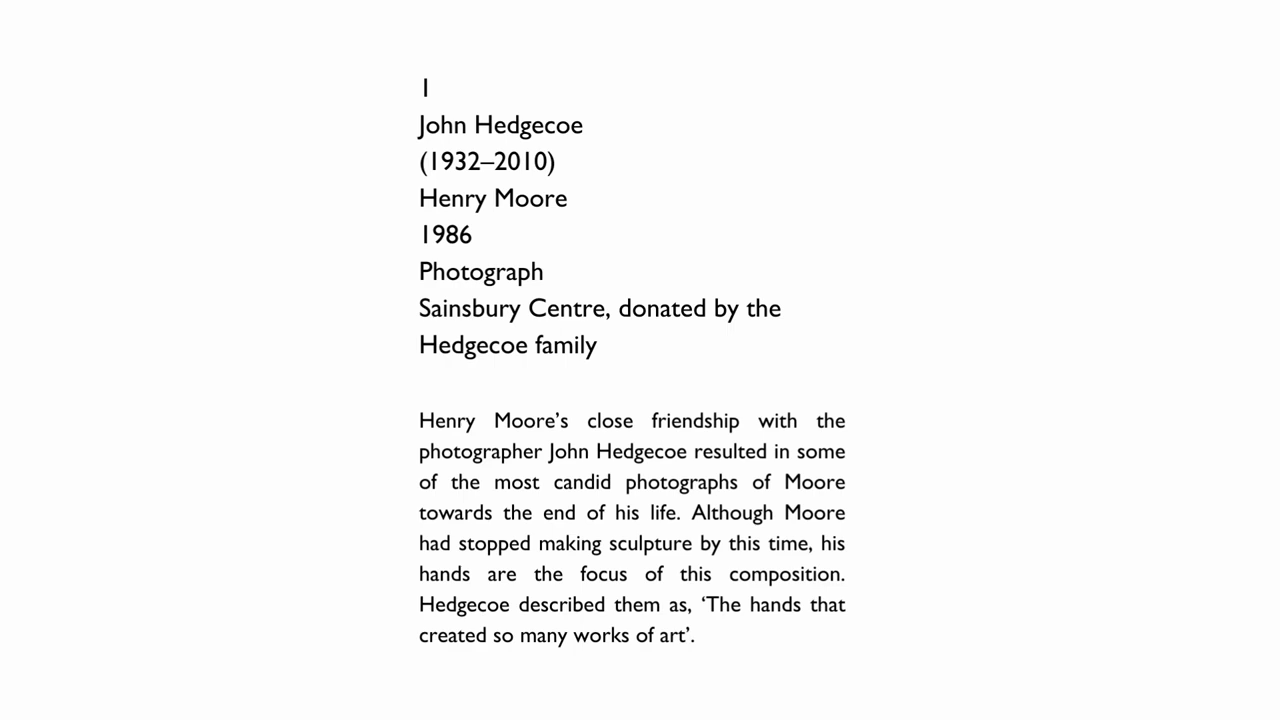 1
John Hedgecoe
(1932–2010)
Henry Moore
1986
Photograph
Sainsbury Centre, donated by the
Hedgecoe family
Henry Moore’s close friendship with the
photographer John Hedgecoe resulted in some
of the most candid photographs of Moore
towards the end of his life. Although Moore
had stopped making sculpture by this time, his
hands are the focus of this composition.
Hedgecoe described them as, ‘The hands that
created so many works of art’.